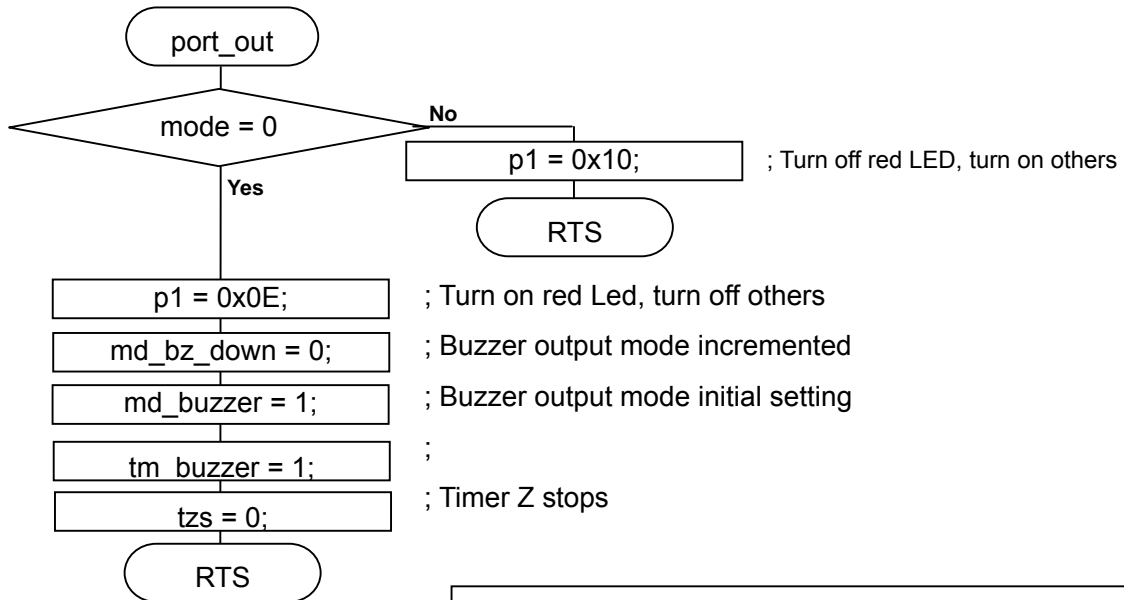 port_out
mode = 0
No
p1 = 0x10;
; Turn off red LED, turn on others
Yes
RTS
p1 = 0x0E;
; Turn on red Led, turn off others
md_bz_down = 0;
; Buzzer output mode incremented
md_buzzer = 1;
; Buzzer output mode initial setting
tm_buzzer = 1;
;
tzs = 0;
; Timer Z stops
RTS